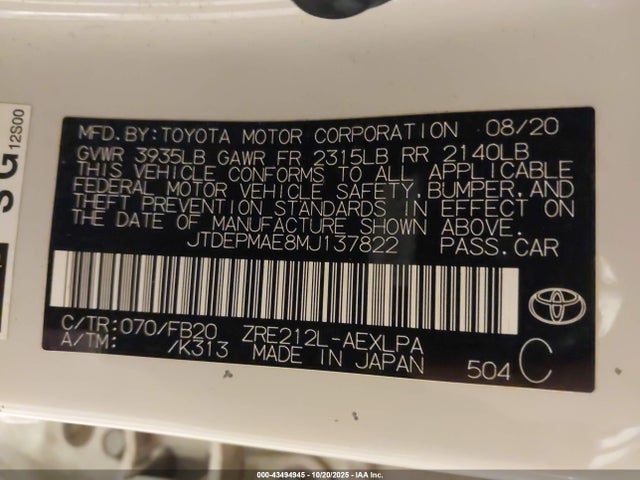 MFD.BY:TOYOTA MOTOR CORPORATION 08/20
GVWR 3935LB GAWR FR 2315LB RR 2140LB
THIS VEHICLE CONFORMS TO ALL APPLICABLE
FEDERAL MOTOR VEHICLE SAFETY, BUMPER, AND
THEFT PREVENTION STANDARDS IN EFFECT ON
THE DATE OF MANUFACTURE SHOWN ABOVE.
JTDEPMAE8MJ137822 PASS.CAR
C/TR:070/FB20 ZRE212L-AEXLPA
A/TM: /K313 MADE IN JAPAN
504 C
SG
12S00
000-43494945 - 10/20/2025 - IAA Inc.